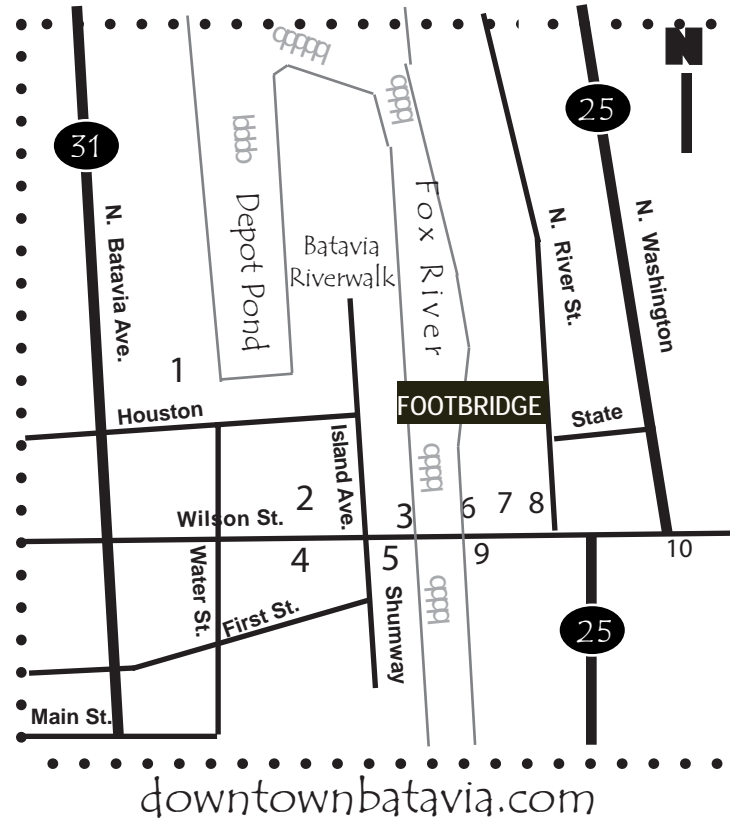 N
31
25
N. Batavia Ave.
Depot Pond
Batavia
Riverwalk
Fox River
N. River St.
N. Washington
1
FOOTBRIDGE
Houston
State
Island Ave.
2
3
6
7
8
Wilson St.
4
5
9
10
Water St.
First St.
Shumway
25
Main St.
downtownbatavia.com